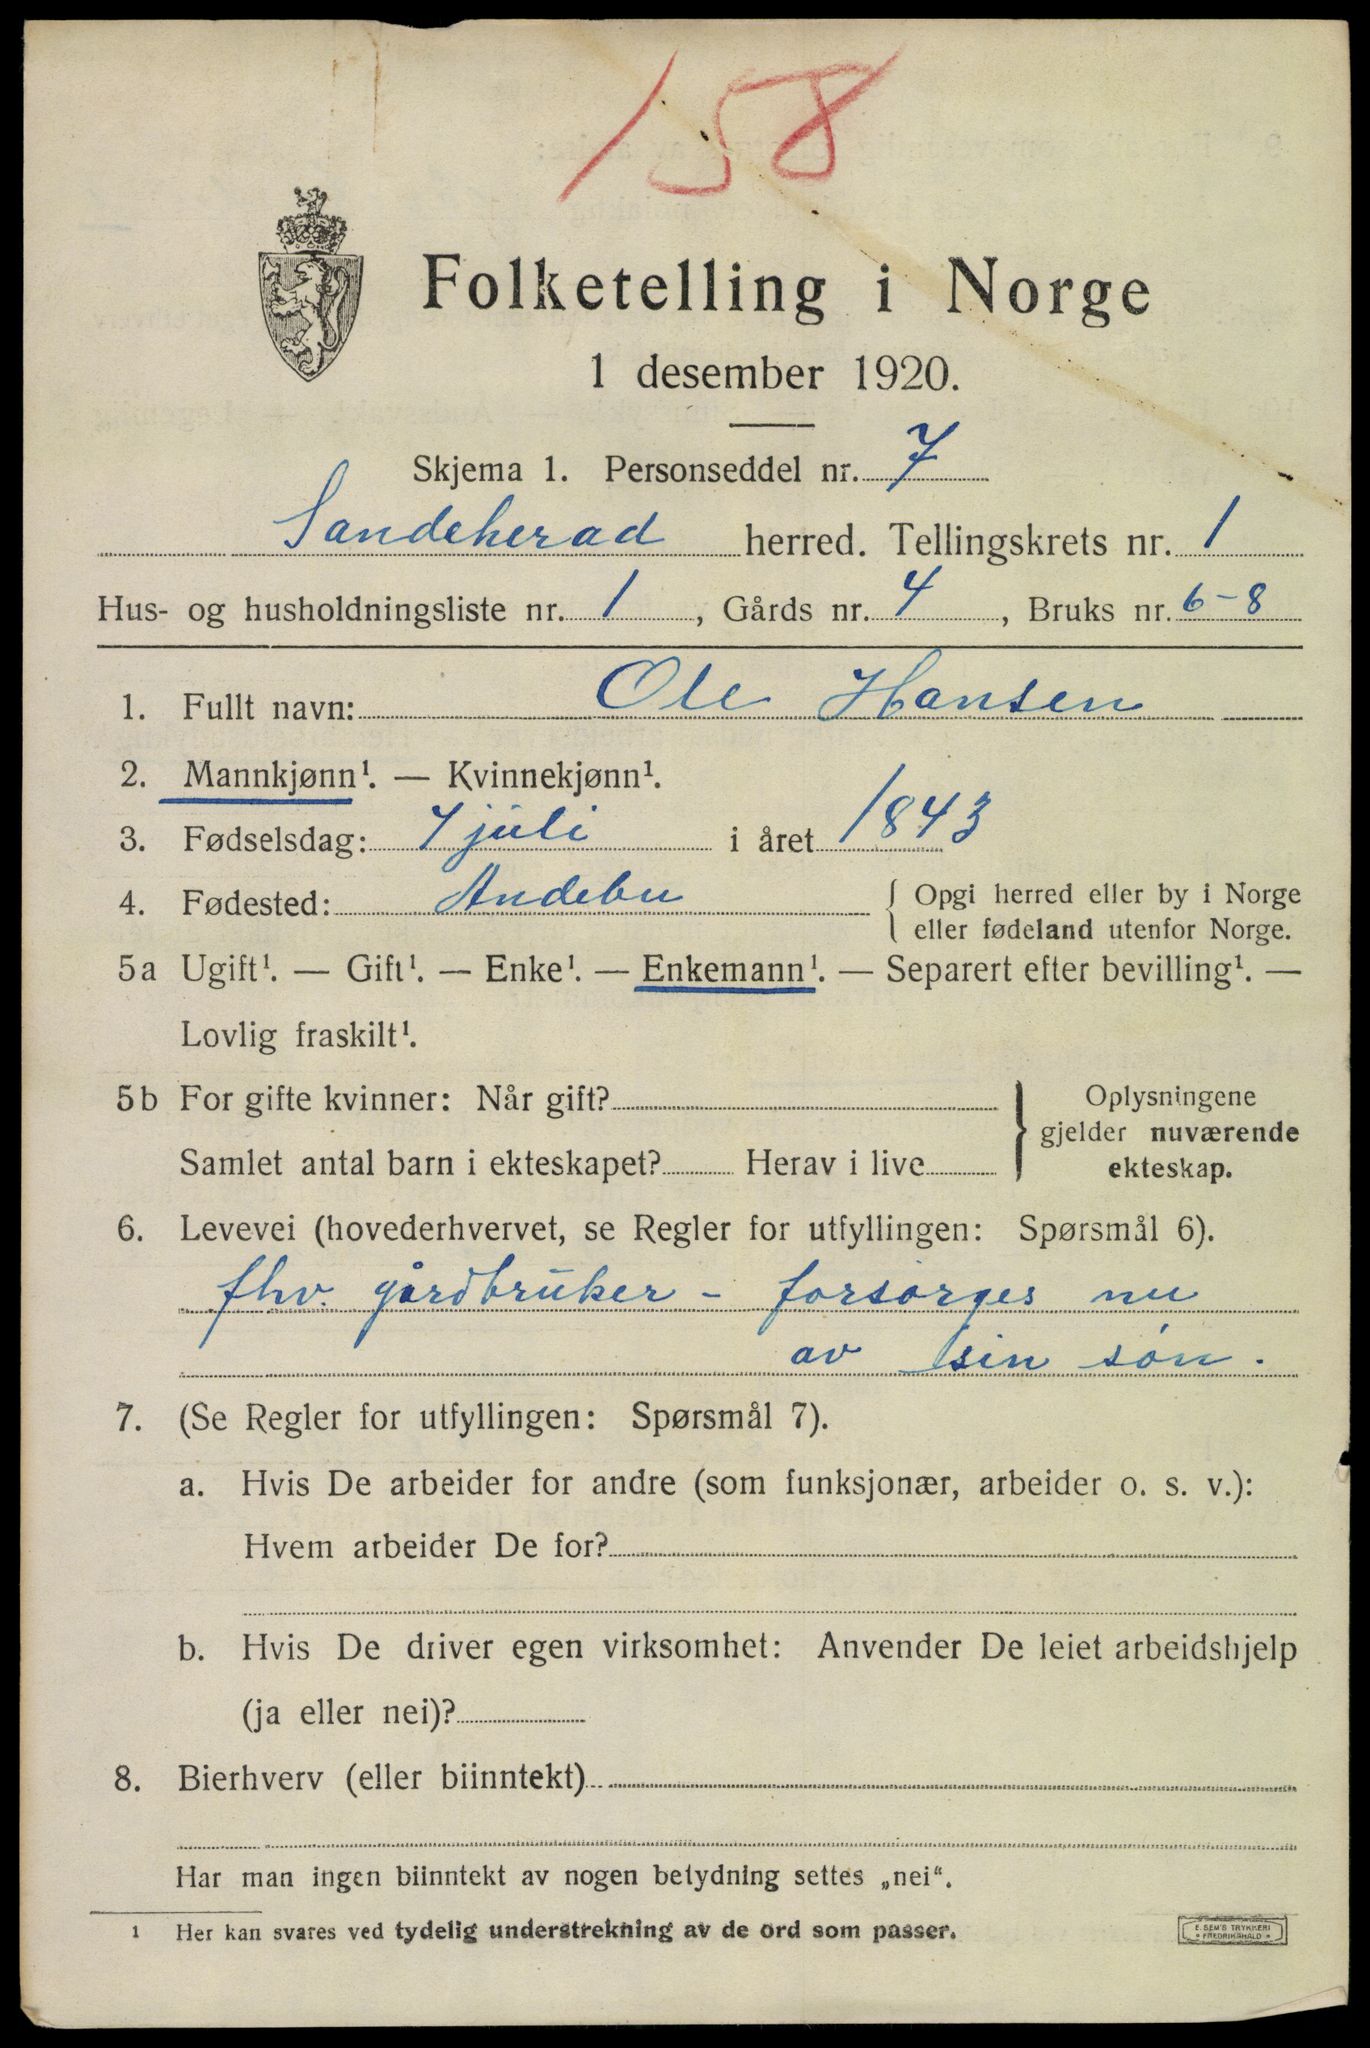 158
Folketelling i Norge
1 desember 1920.
Skjema 1. Personseddel nr. 7
Sandeherad herred. Tellingskrets nr. 1
Hus- og husholdningsliste nr. 1, Gårds nr. 4, Bruks nr. 6-8
1. Fullt navn: Ole Hansen
2. Mannkjønn¹. — Kvinnekjønn¹.
3. Fødselsdag: 7 juli i året 1843
4. Fødested: Andebu { Opgi herred eller by i Norge
eller fødeland utenfor Norge.
5a Ugift¹. — Gift¹. — Enke¹. — Enkemann¹. — Separert efter bevilling¹. —
Lovlig fraskilt¹.
5b For gifte kvinner: Når gift? } Oplysningene
gjelder nuværende
Samlet antal barn i ekteskapet? Herav i live ekteskap.
6. Levevei (hovederhvervet, se Regler for utfyllingen: Spørsmål 6).
fhv. gårdbruker - forsørges nu
av sin søn.
7. (Se Regler for utfyllingen: Spørsmål 7).
a. Hvis De arbeider for andre (som funksjonær, arbeider o. s. v.):
Hvem arbeider De for?
b. Hvis De driver egen virksomhet: Anvender De leiet arbeidshjelp
(ja eller nei)?
8. Bierhverv (eller biinntekt)
Har man ingen biinntekt av nogen betydning settes „nei“.
1 Her kan svares ved tydelig understrekning av de ord som passer.
E. SEM'S TRYKKERI
* FREDRIKSHALD *